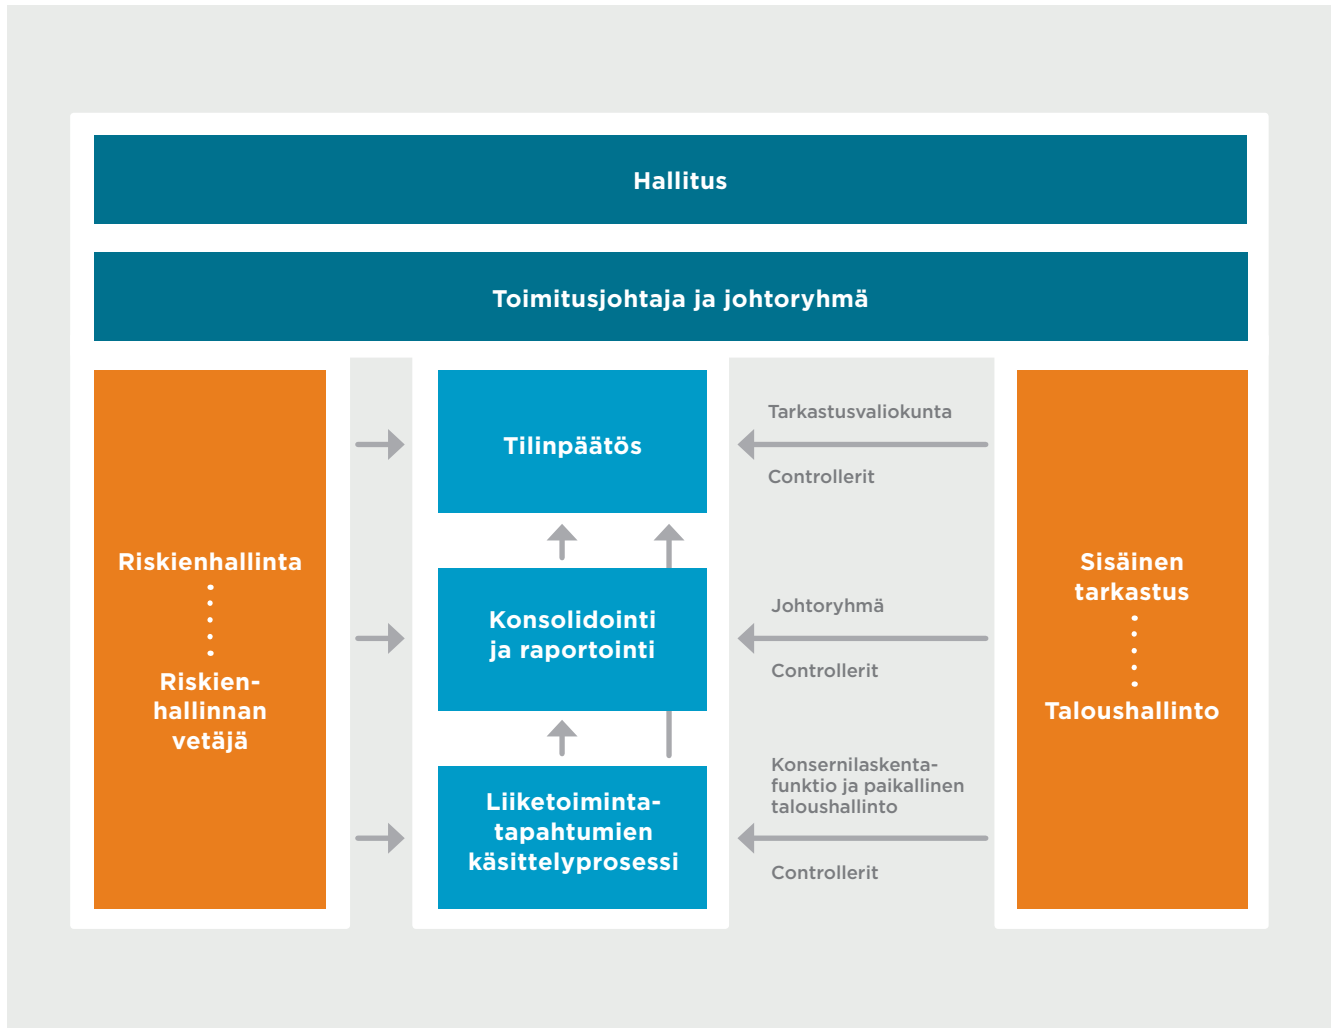 Hallitus
Toimitusjohtaja ja johtoryhmä
Riskienhallinta
Riskien-
hallinnan
vetäjä
Tilinpäätös
Konsolidointi
ja raportointi
Liiketoiminta-
tapahtumien
käsittelyprosessi
Tarkastusvaliokunta
Controllerit
Johtoryhmä
Controllerit
Konsernilaskenta-
funktio ja paikallinen
taloushallinto
Controllerit
Sisäinen
tarkastus
Taloushallinto